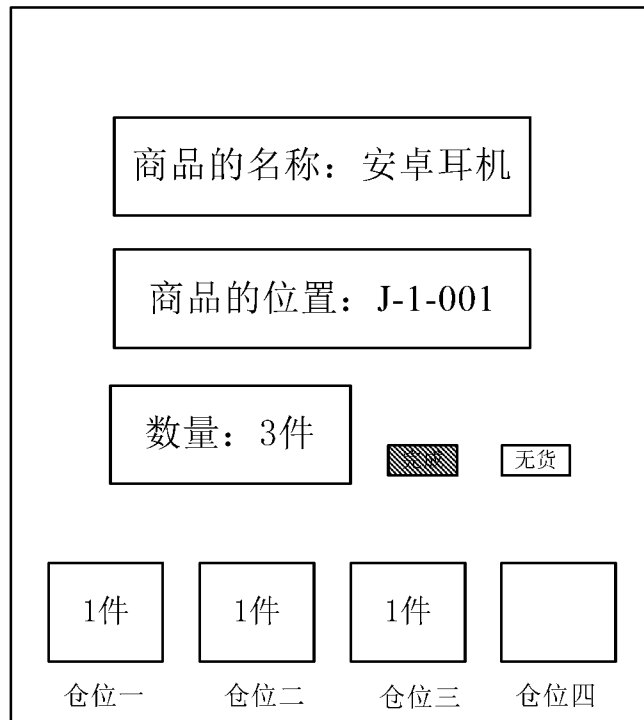 商品的名称：安卓耳机
商品的位置：J-1-001
数量：3件
完成
无货
1件
1件
1件
仓位一
仓位二
仓位三
仓位四